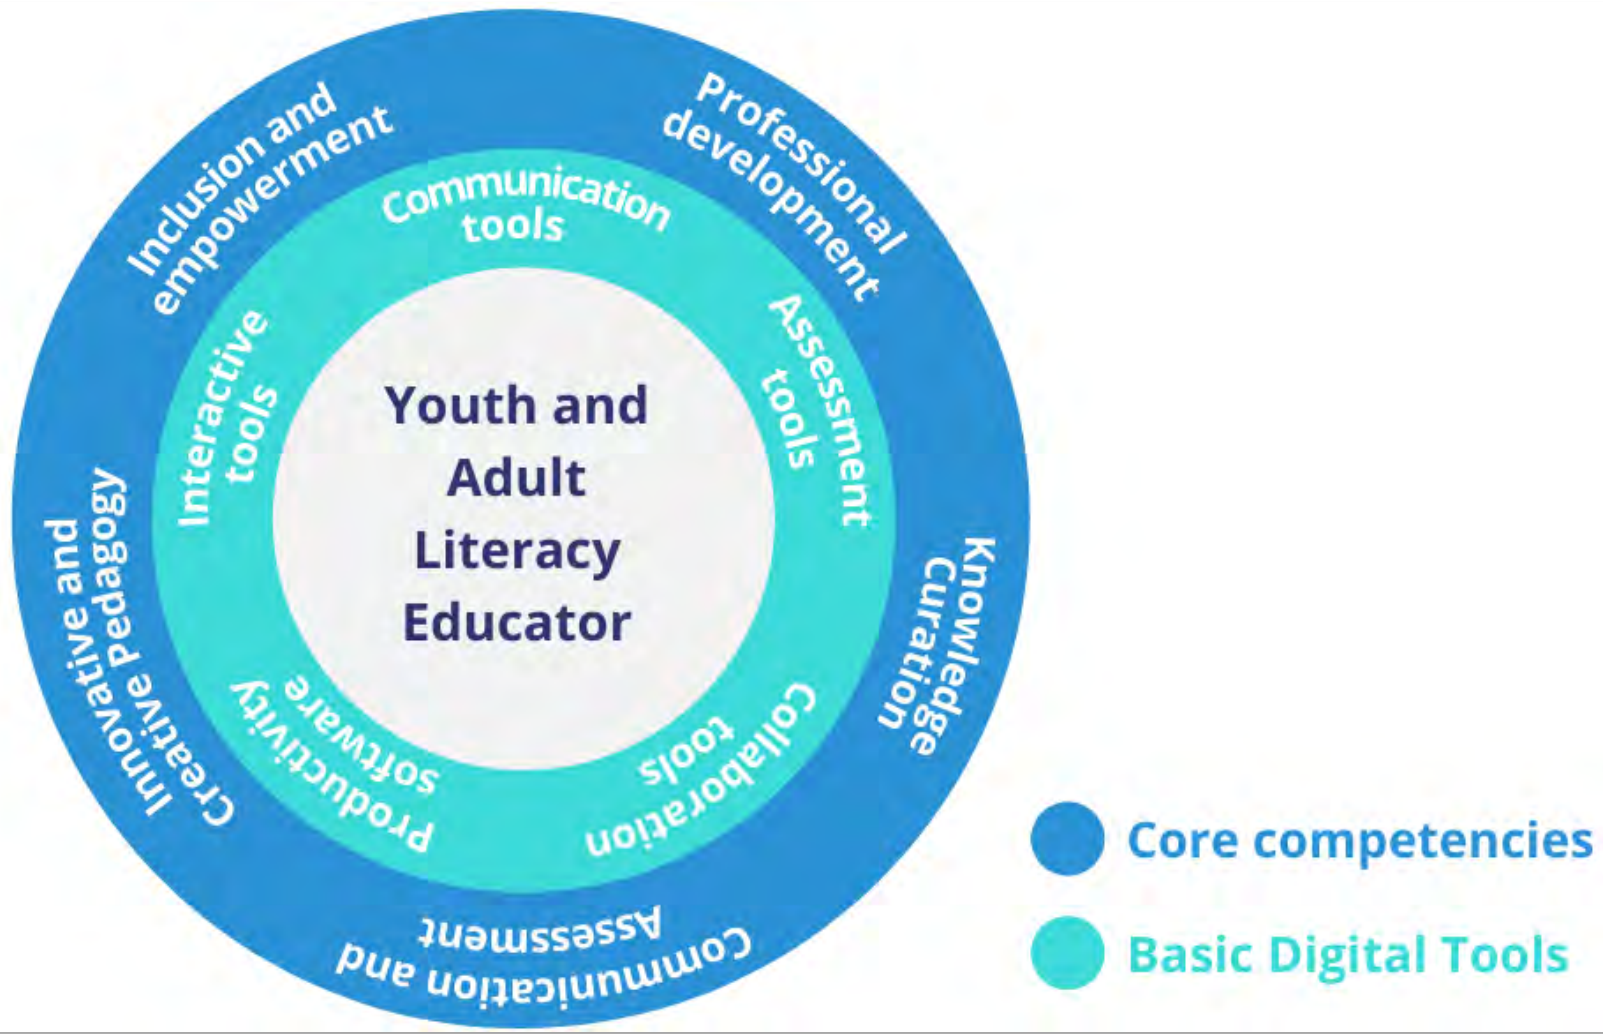 Inclusion and
empowerment
Professional
development
Knowledge
Curation
Communication and
Assessment
Innovative and
Creative Pedagogy
Communication
tools
Assessment
tools
Collaboration
tools
Productivity
software
Interactive
tools
Youth and
Adult
Literacy
Educator
Core competencies
Basic Digital Tools